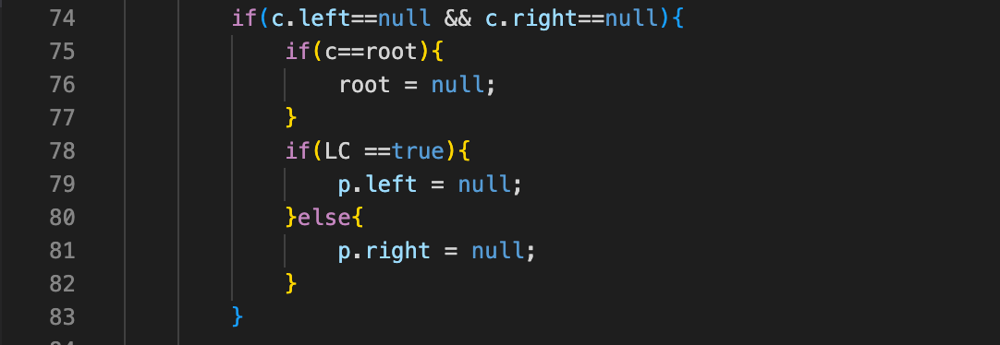 74 if(c.left==null && c.right==null){
75 if(c==root){
76 root = null;
77 }
78 if(LC ==true){
79 p.left = null;
80 }else{
81 p.right = null;
82 }
83 }